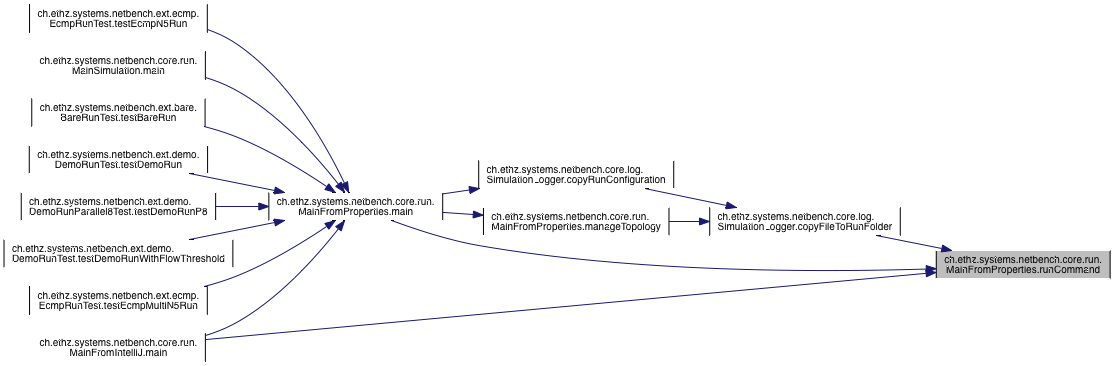 ch.ethz.systems.netbench.ext.ecmp.
EcmpRunTest.testEcmpN5Run
ch.ethz.systems.netbench.core.run.
MainSimulation.main
ch.ethz.systems.netbench.ext.bare.
BareRunTest.testBareRun
ch.ethz.systems.netbench.ext.demo.
DemoRunTest.testDemoRun
ch.ethz.systems.netbench.ext.demo.
DemoRunParallel8Test.testDemoRunP8
ch.ethz.systems.netbench.ext.demo.
DemoRunTest.testDemoRunWithFlowThreshold
ch.ethz.systems.netbench.ext.ecmp.
EcmpRunTest.testEcmpMultiN5Run
ch.ethz.systems.netbench.core.run.
MainFromIntelliJ.main
ch.ethz.systems.netbench.core.run.
MainFromProperties.main
ch.ethz.systems.netbench.core.log.
SimulationLogger.copyRunConfiguration
ch.ethz.systems.netbench.core.run.
MainFromProperties.manageTopology
ch.ethz.systems.netbench.core.log.
SimulationLogger.copyFileToRunFolder
ch.ethz.systems.netbench.core.run.
MainFromProperties.runCommand